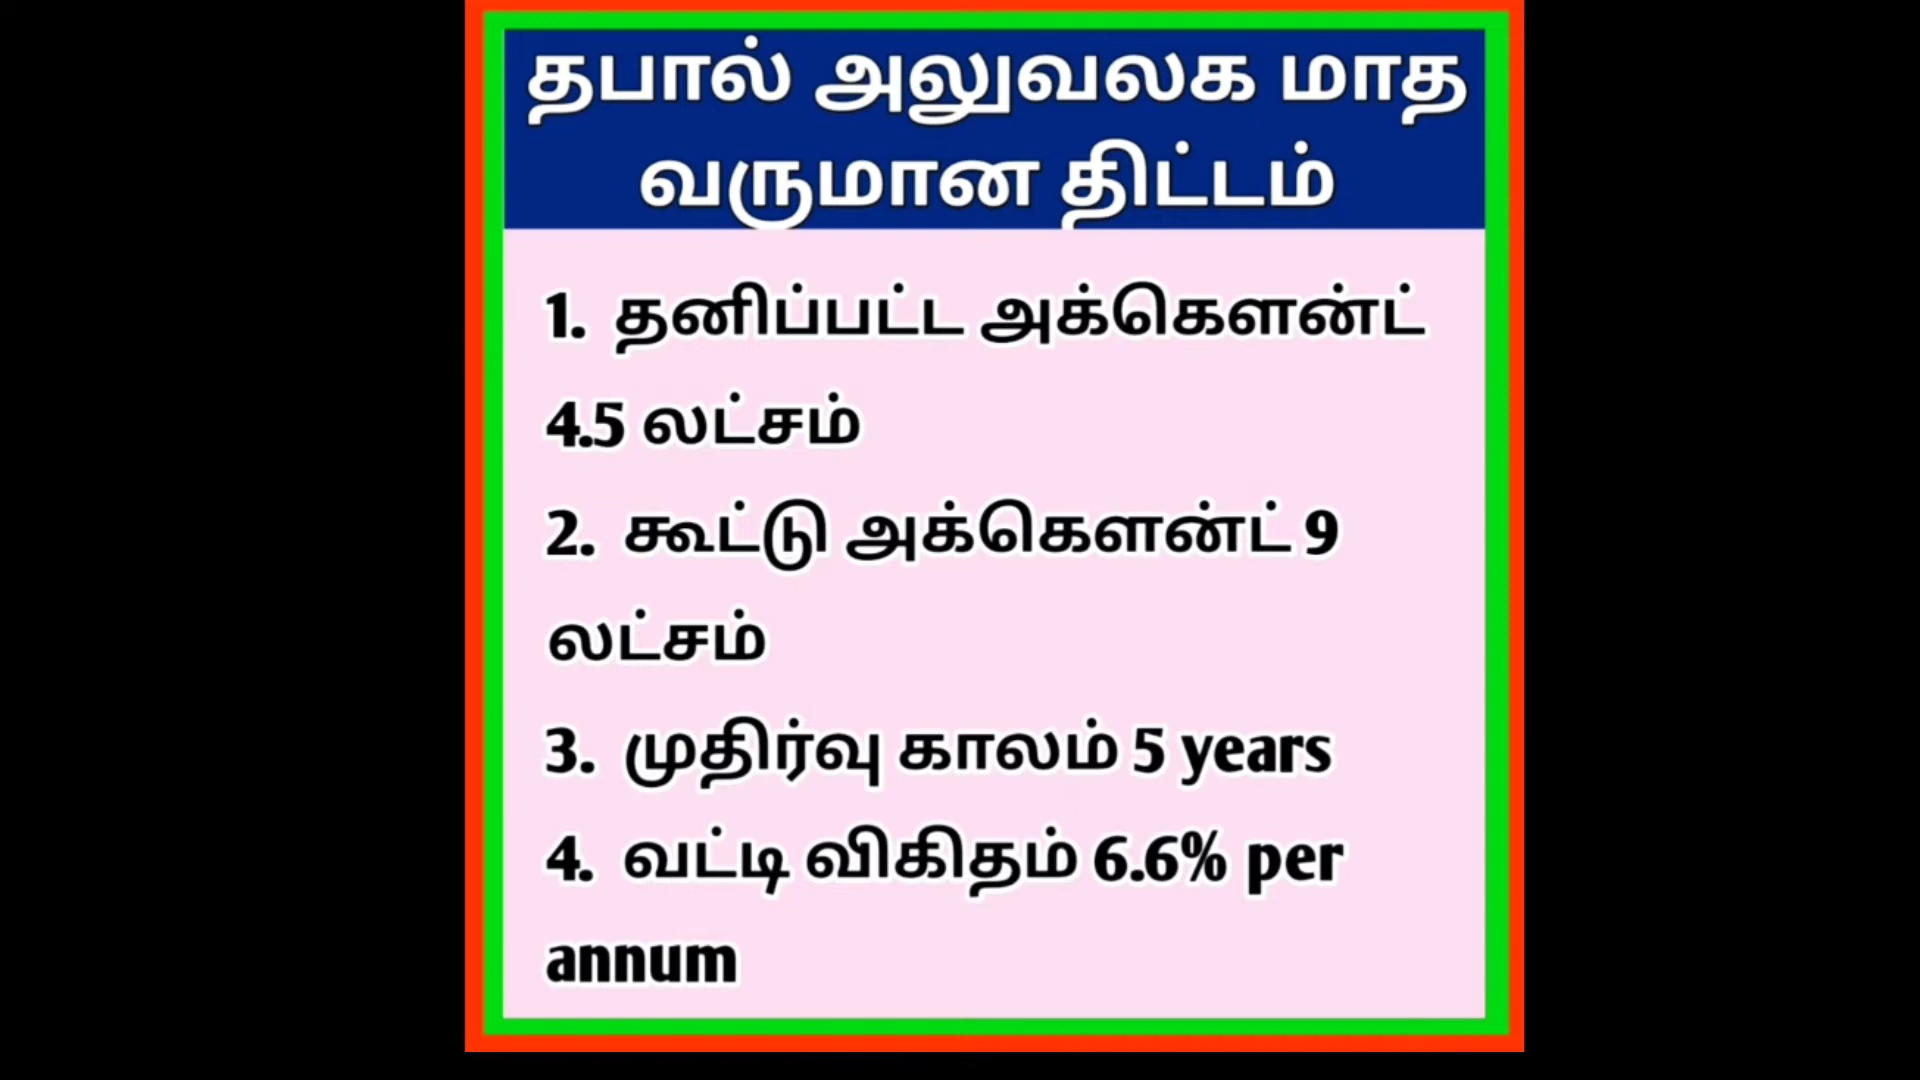 தபால் அலுவலக மாத
வருமான திட்டம்
1. தனிப்பட்ட அக்கௌண்ட்
4.5 லட்சம்
2. கூட்டு அக்கௌண்ட் 9
லட்சம்
3. முதிர்வு காலம் 5 years
4. வட்டி விகிதம் 6.6% per
annum